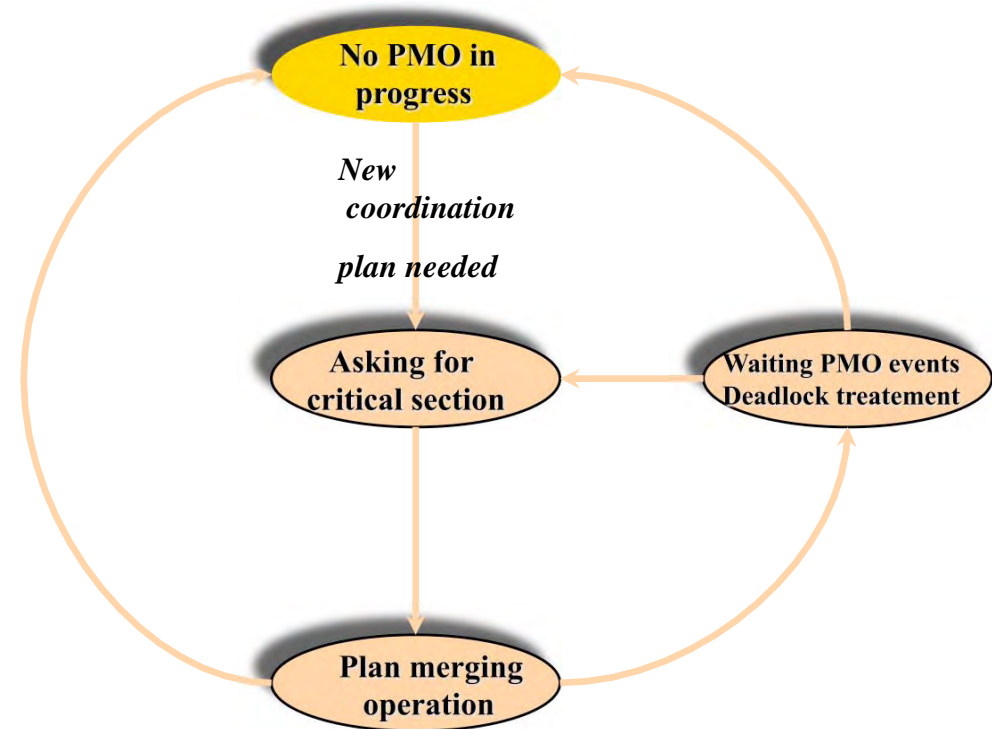 No PMO in
progress
New
coordination
plan needed
Asking for
critical section
Waiting PMO events
Deadlock treatement
Plan merging
operation